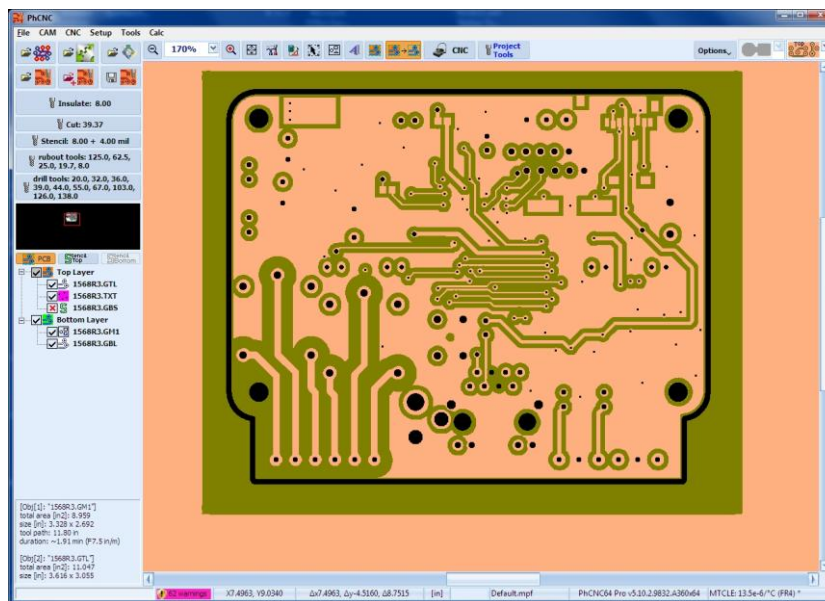 PhCNC
File CAM CNC Setup Tools Calc
170% CNC Project Tools Options
Insulate: 8.00
Cut: 39.37
Stencil: 8.00 + 4.00 mil
rubout tools: 125.0, 62.5,
25.0, 19.7, 8.0
drill tools: 20.0, 32.0, 36.0,
39.0, 44.0, 55.0, 67.0, 103.0,
126.0, 138.0
PCB Stencil Top Stencil Bottom
Top Layer
1568R3.GTL
1568R3.TXT
1568R3.GBS
Bottom Layer
1568R3.GM1
1568R3.GBL
[Obj[1]: "1568R3.GM1"]
total area [in2]: 8.959
size [in]: 3.328 x 2.692
tool path: 11.80 in
duration: ~1.91 min (F7.5 in/m)
[Obj[2]: "1568R3.GTL"]
total area [in2]: 11.047
size [in]: 3.616 x 3.055
62 warnings X7.4963, Y9.0340 Δx7.4963, Δy-4.5160, Δ8.7515 [in] Default.mpf PhCNC64 Pro v5.10.2.9832.A360x64 MTCLE: 13.5e-6/°C (FR4) *